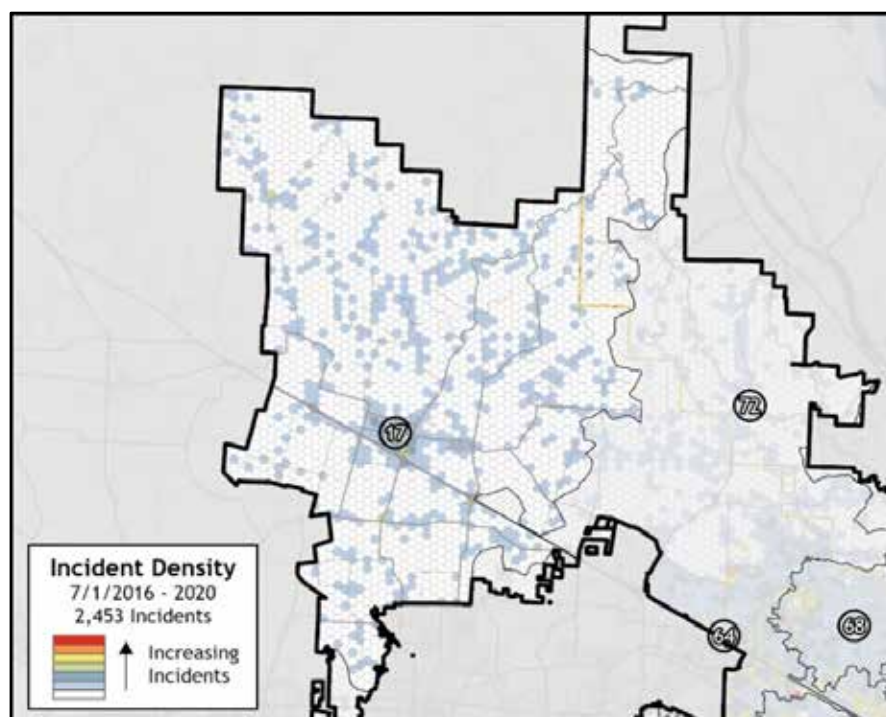 17
72
64
68
Incident Density
7/1/2016 - 2020
2,453 Incidents
Increasing
Incidents